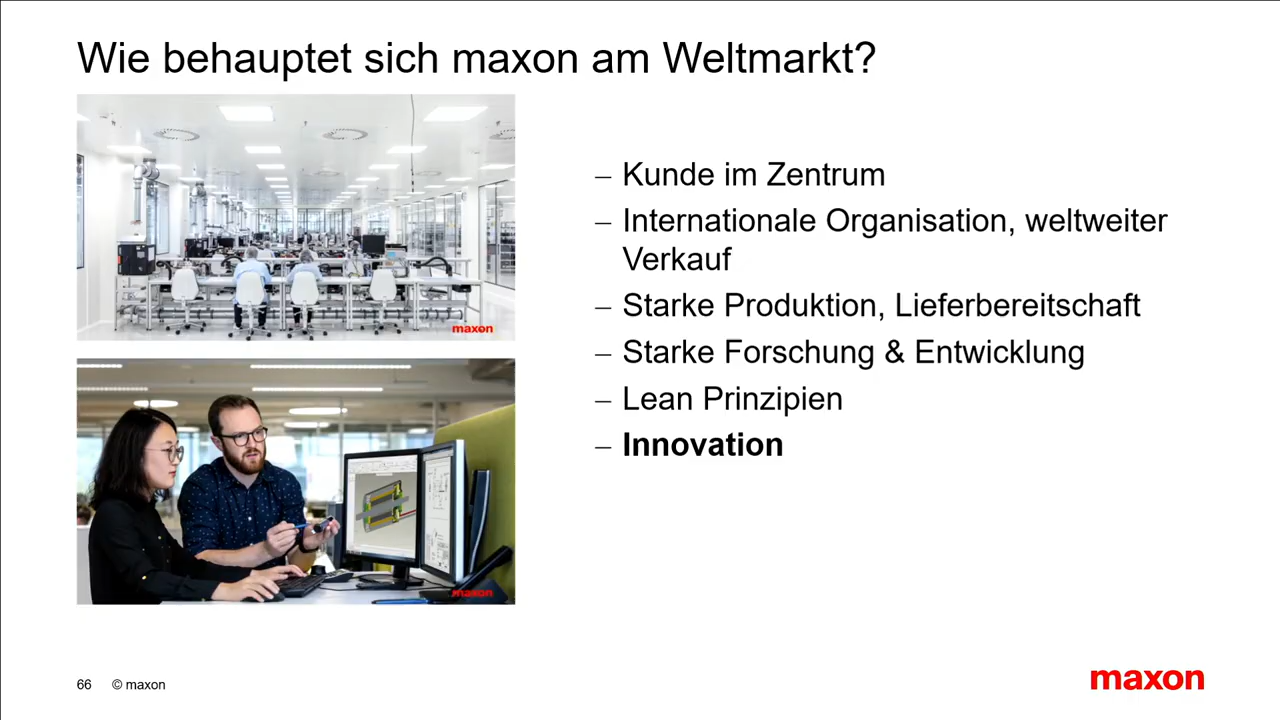 Wie behauptet sich maxon am Weltmarkt?
– Kunde im Zentrum
– Internationale Organisation, weltweiter
Verkauf
– Starke Produktion, Lieferbereitschaft
– Starke Forschung & Entwicklung
– Lean Prinzipien
– Innovation
maxon
maxon
66 © maxon
maxon